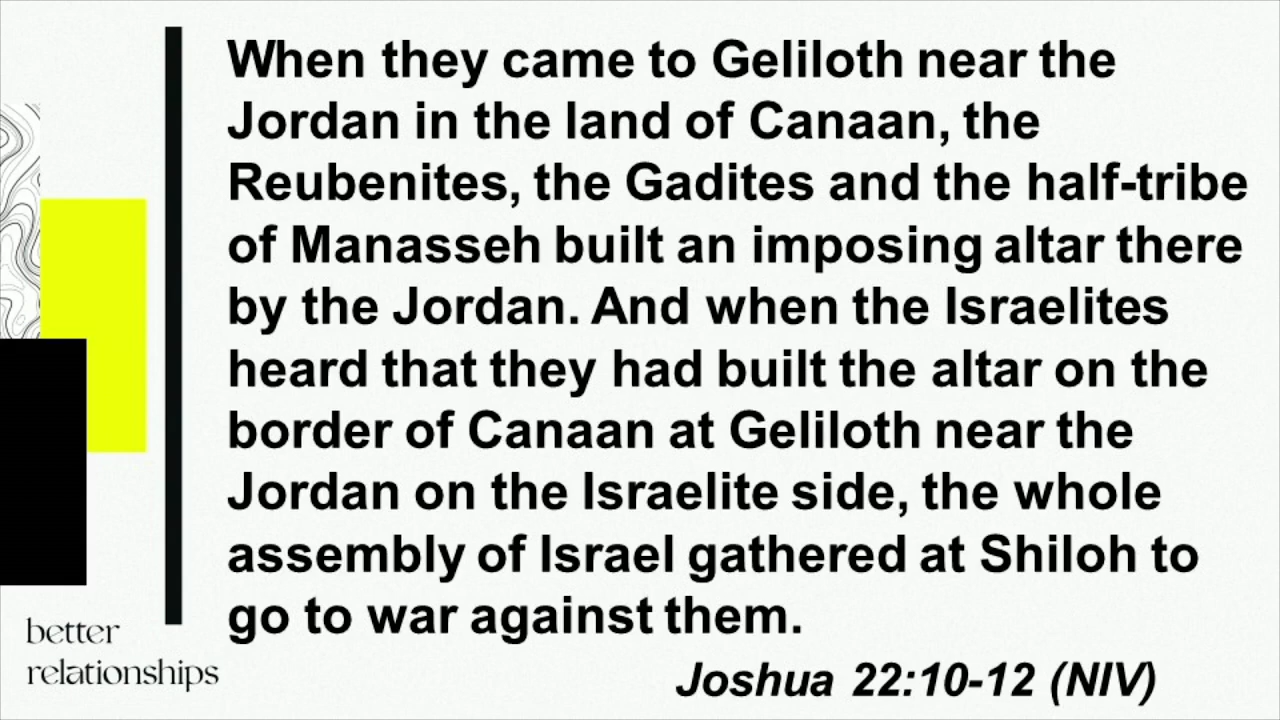 When they came to Geliloth near the
Jordan in the land of Canaan, the
Reubenites, the Gadites and the half-tribe
of Manasseh built an imposing altar there
by the Jordan. And when the Israelites
heard that they had built the altar on the
border of Canaan at Geliloth near the
Jordan on the Israelite side, the whole
assembly of Israel gathered at Shiloh to
go to war against them.
Joshua 22:10-12 (NIV)
better
relationships